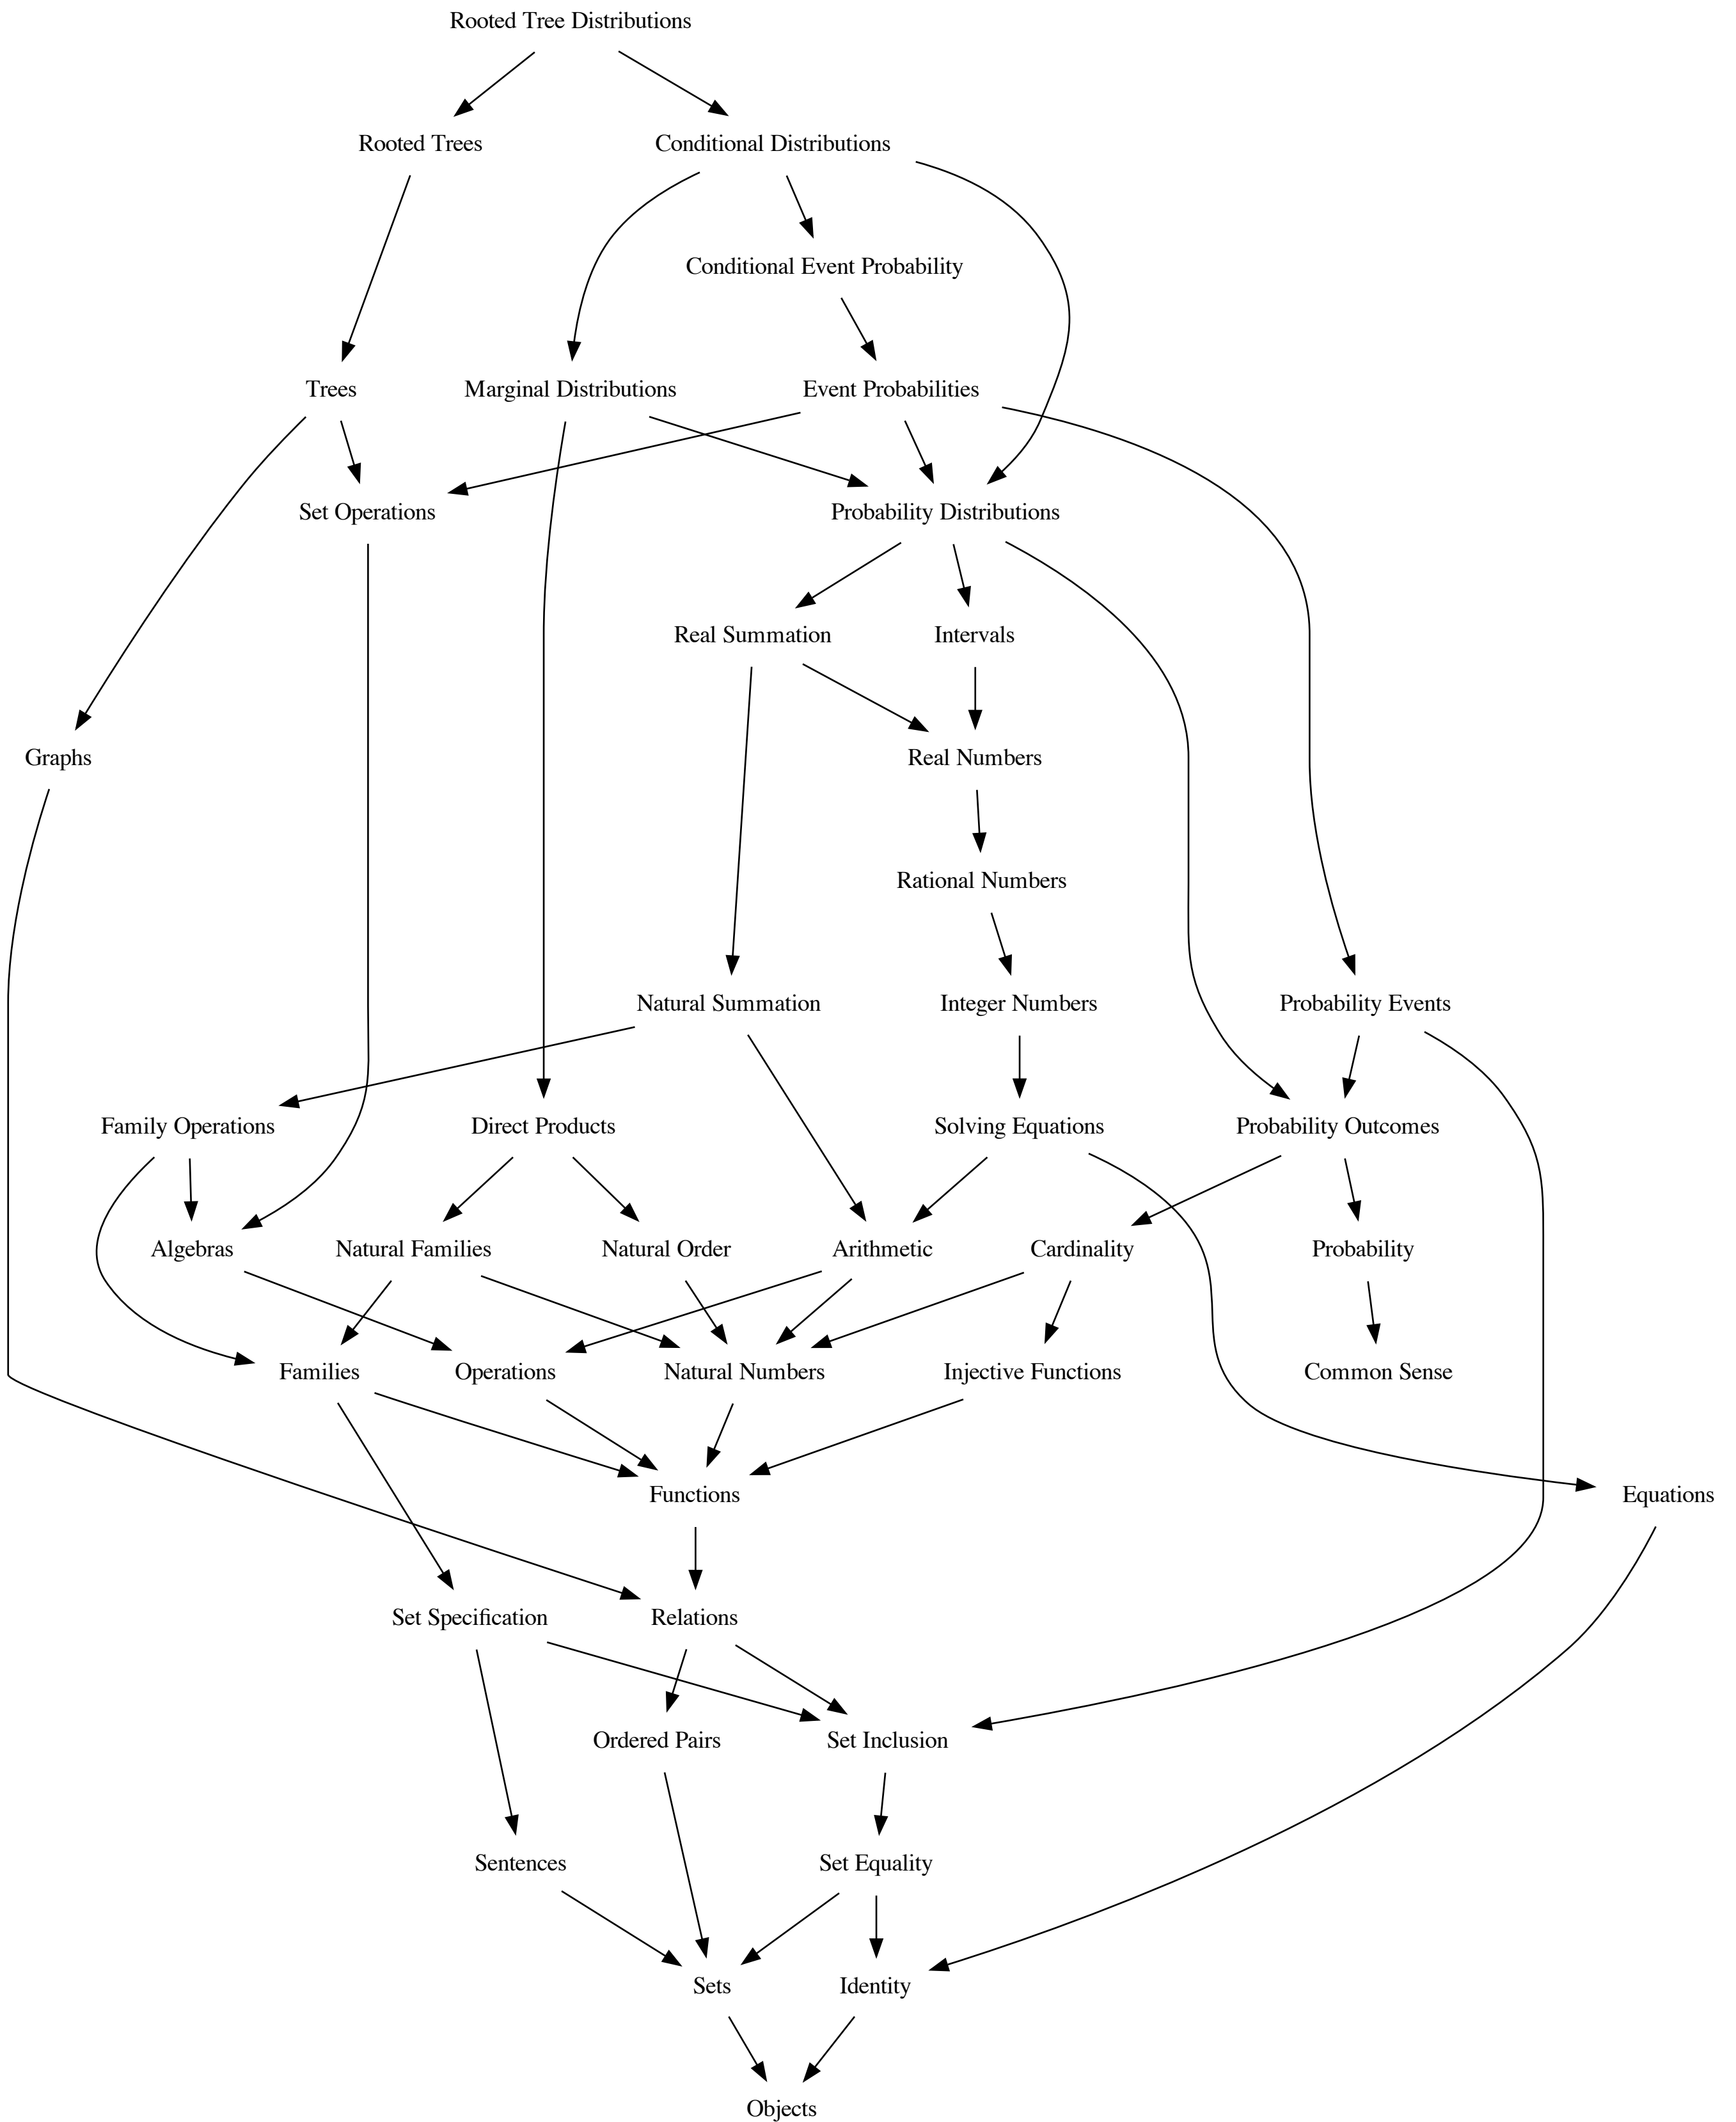 Rooted Tree Distributions
Rooted Trees
Conditional Distributions
Conditional Event Probability
Trees
Marginal Distributions
Event Probabilities
Set Operations
Probability Distributions
Real Summation
Intervals
Graphs
Real Numbers
Rational Numbers
Natural Summation
Integer Numbers
Probability Events
Family Operations
Direct Products
Solving Equations
Probability Outcomes
Algebras
Natural Families
Natural Order
Arithmetic
Cardinality
Probability
Families
Operations
Natural Numbers
Injective Functions
Common Sense
Functions
Equations
Set Specification
Relations
Ordered Pairs
Set Inclusion
Sentences
Set Equality
Sets
Identity
Objects